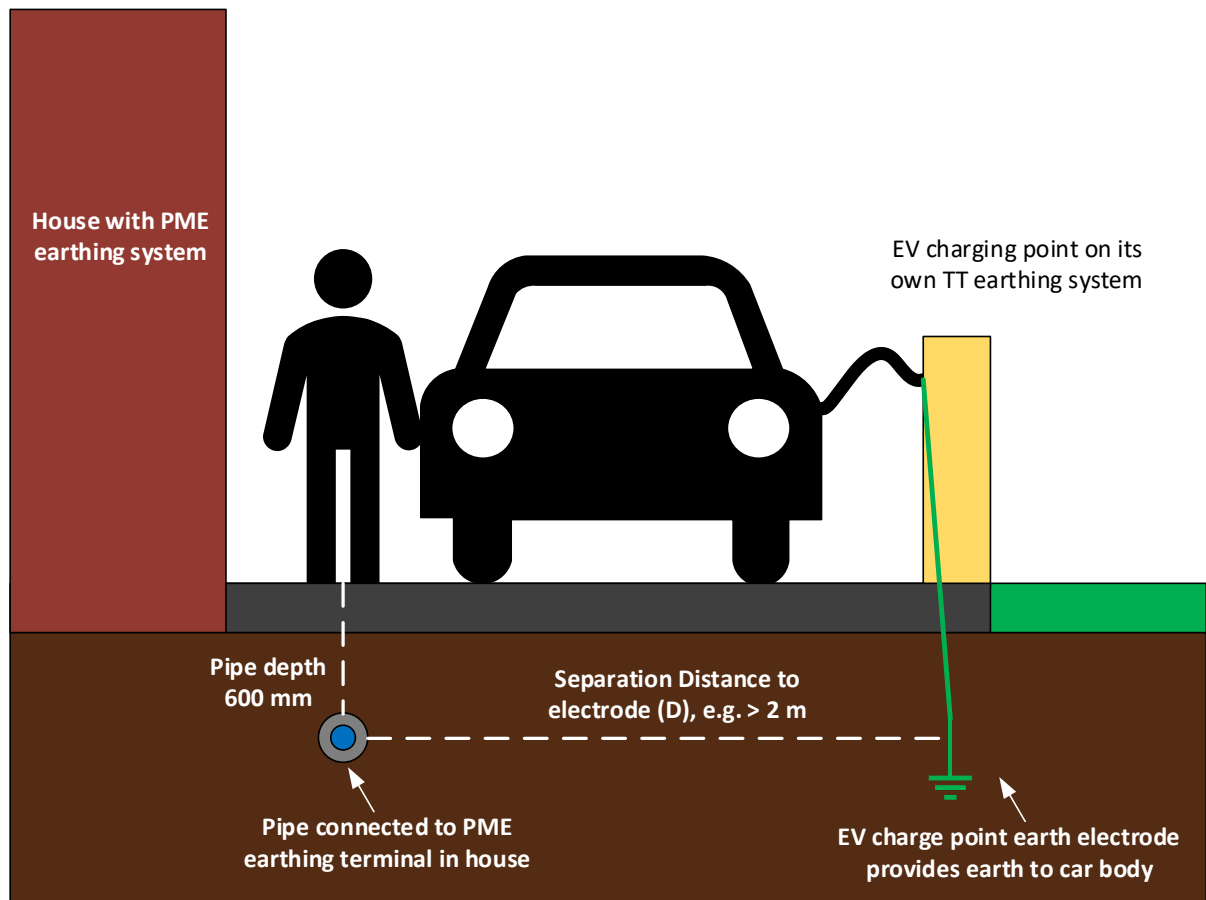 House with PME
earthing system
EV charging point on its
own TT earthing system
Pipe depth
600 mm
Separation Distance to
electrode (D), e.g. > 2 m
Pipe connected to PME
earthing terminal in house
EV charge point earth electrode
provides earth to car body